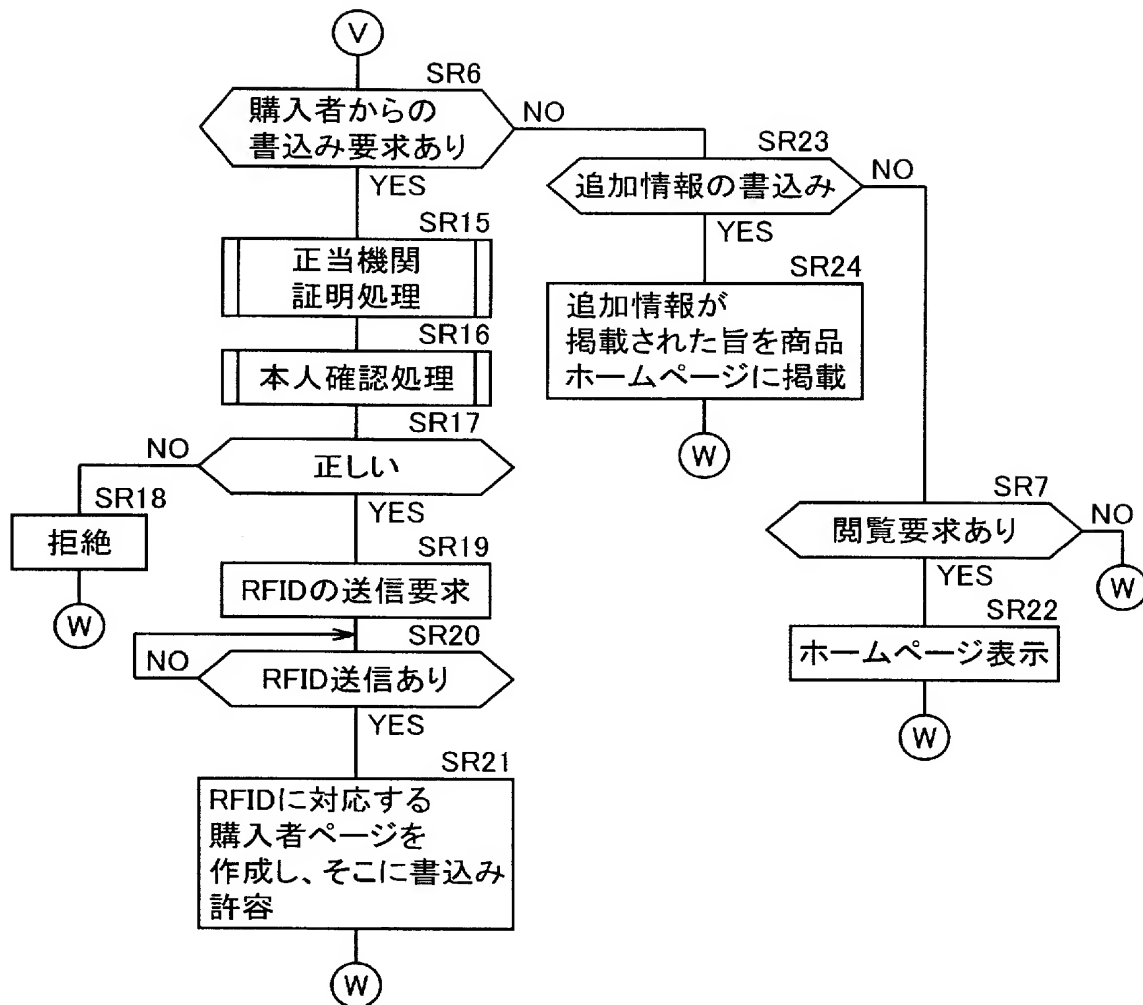 V
SR6
購入者からの
書込み要求あり
NO
YES
SR23
追加情報の書込み
NO
YES
SR15
正当機関
証明処理
SR24
追加情報が
掲載された旨を商品
ホームページに掲載
W
SR16
本人確認処理
SR17
正しい
NO
YES
SR18
拒絶
W
SR7
閲覧要求あり
NO
W
YES
SR19
RFIDの送信要求
SR22
ホームページ表示
W
SR20
RFID送信あり
NO
YES
SR21
RFIDに対応する
購入者ページを
作成し、そこに書込み
許容
W